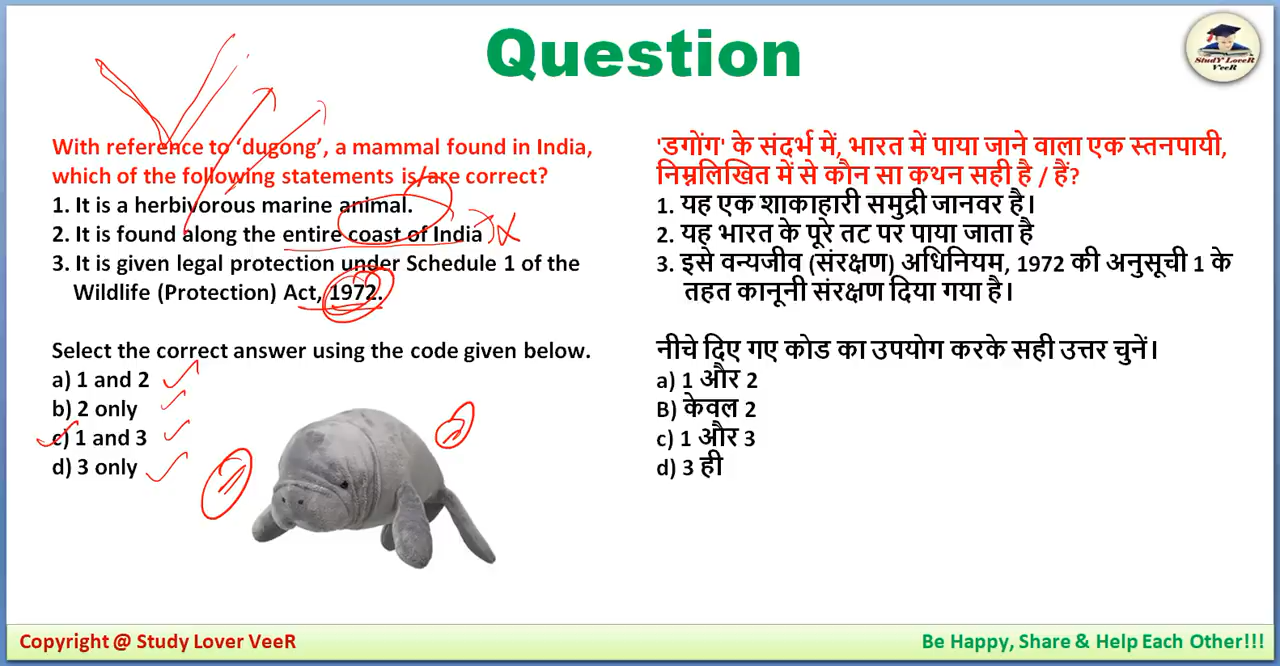 Question
StudY LoveR
VeeR
With reference to ‘dugong’, a mammal found in India,
which of the following statements is/are correct?
1. It is a herbivorous marine animal.
2. It is found along the entire coast of India
3. It is given legal protection under Schedule 1 of the
Wildlife (Protection) Act, 1972.
Select the correct answer using the code given below.
a) 1 and 2
b) 2 only
c) 1 and 3
d) 3 only
'डगोंग' के संदर्भ में, भारत में पाया जाने वाला एक स्तनपायी,
निम्नलिखित में से कौन सा कथन सही है / हैं?
1. यह एक शाकाहारी समुद्री जानवर है।
2. यह भारत के पूरे तट पर पाया जाता है
3. इसे वन्यजीव (संरक्षण) अधिनियम, 1972 की अनुसूची 1 के
तहत कानूनी संरक्षण दिया गया है।
नीचे दिए गए कोड का उपयोग करके सही उत्तर चुनें।
a) 1 और 2
B) केवल 2
c) 1 और 3
d) 3 ही
Copyright @ Study Lover VeeR
Be Happy, Share & Help Each Other!!!